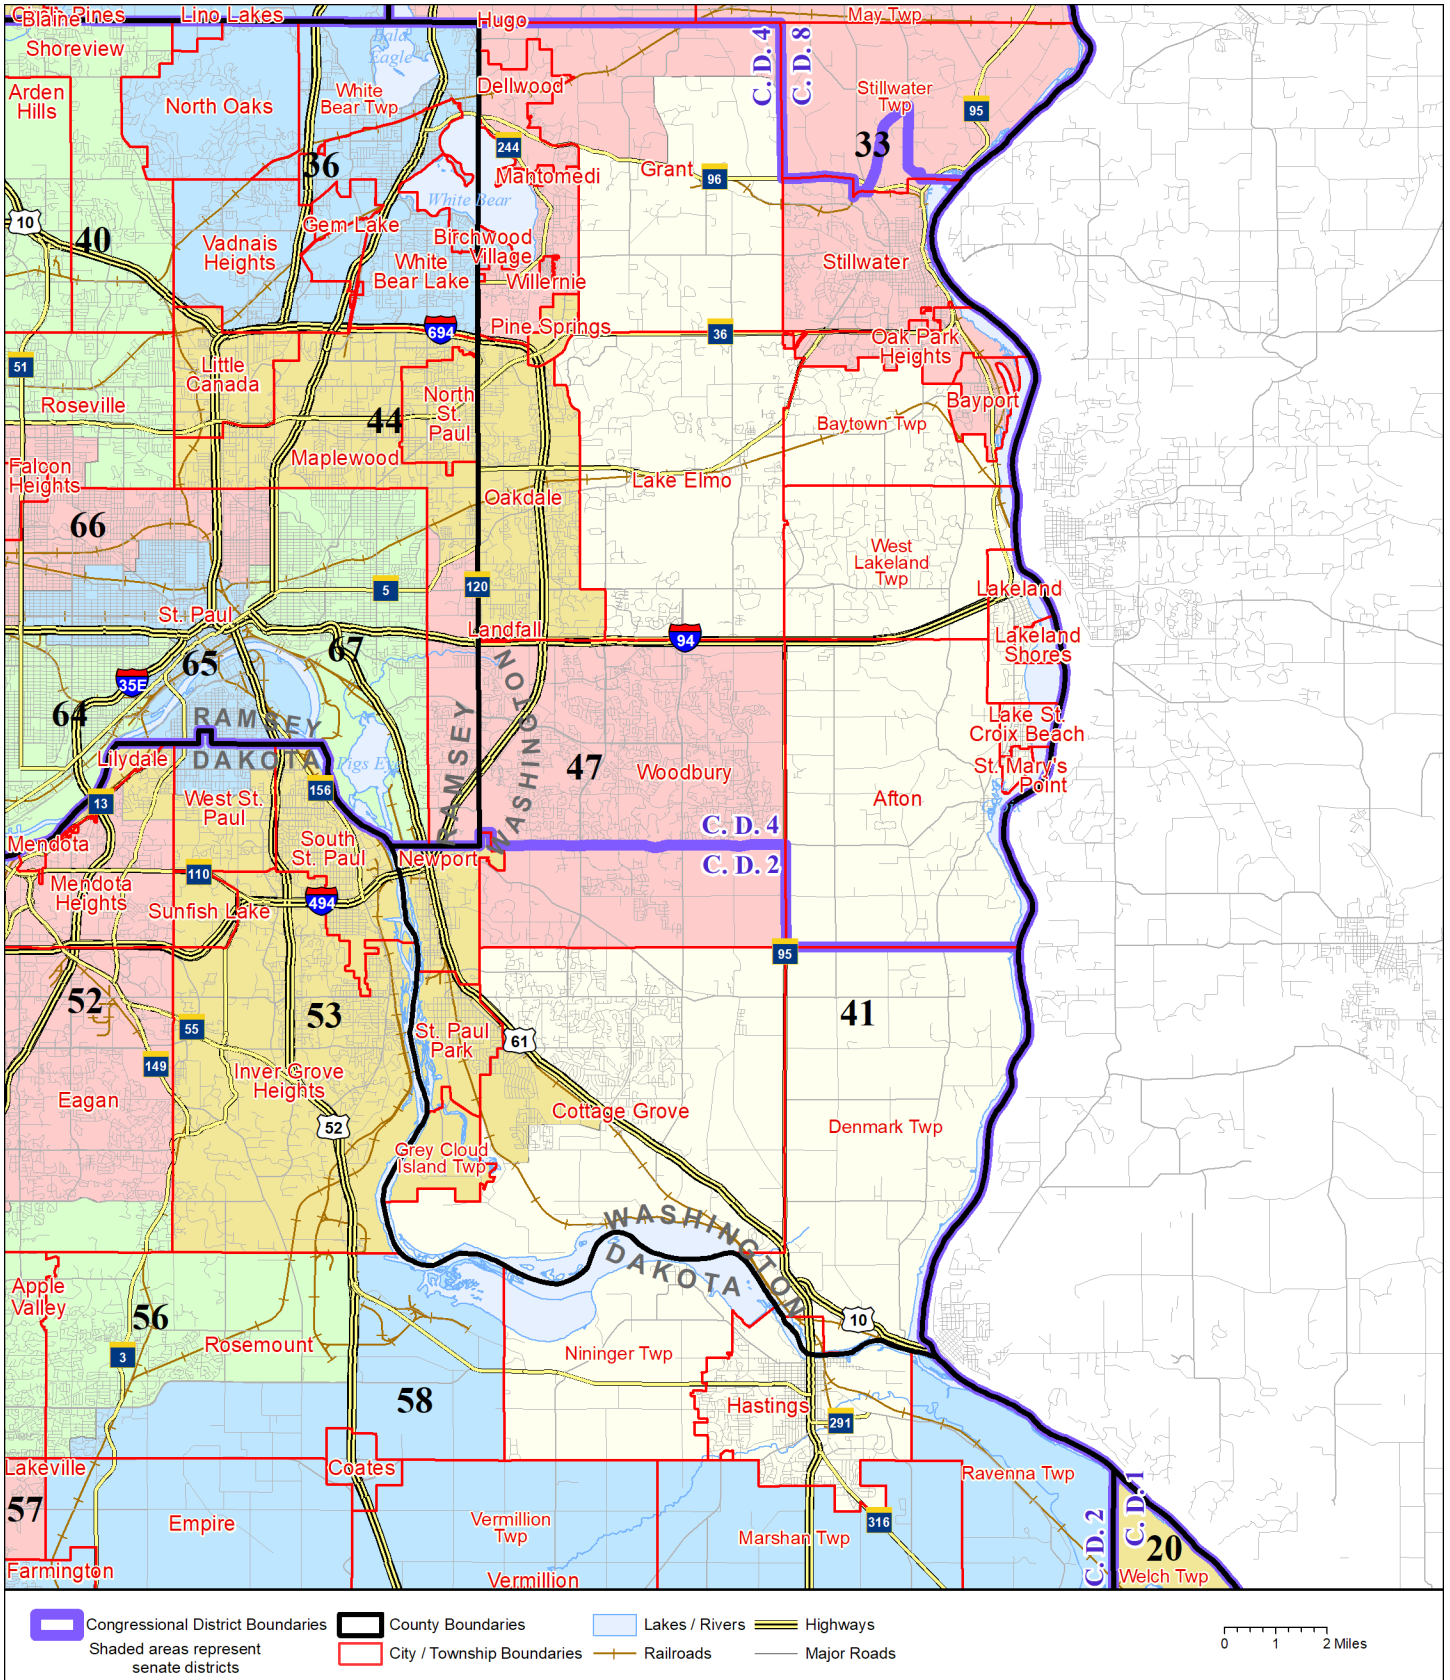 Circle Pines
Blaine
Lino Lakes
Hugo
May Twp
Shoreview
Bald
Eagle
C. D. 4
C. D. 8
Arden
Hills
North Oaks
White
Bear Twp
Dellwood
Stillwater
Twp
95
33
244
36
Mahtomedi
Grant
96
White Bear
10
40
Gem Lake
Vadnais
Heights
Birchwood
Village
White
Bear Lake
Willernie
Stillwater
694
Pine Springs
36
Oak Park
Heights
51
Little
Canada
Roseville
North
St.
Paul
44
Bayport
Baytown Twp
Maplewood
Falcon
Heights
Lake Elmo
Oakdale
66
West
Lakeland
Twp
5
120
Lakeland
St. Paul
Landfall
94
Lakeland
Shores
67
65
35E
64
RAMSEY
DAKOTA
RAMSEY
WASHINGTON
Lake St.
Croix Beach
Lilydale
Pigs Eye
47
Woodbury
St. Mary's
Point
156
13
West St.
Paul
Afton
South
St. Paul
C. D. 4
C. D. 2
Mendota
Newport
110
Mendota
Heights
494
Sunfish Lake
95
52
53
41
55
St. Paul
Park
61
149
Inver Grove
Heights
Eagan
Cottage Grove
52
Denmark Twp
Grey Cloud
Island Twp
WASHINGTON
DAKOTA
Apple
Valley
56
10
Rosemount
3
Nininger Twp
58
Hastings
291
Lakeville
Coates
Ravenna Twp
57
Empire
Vermillion
Twp
316
Marshan Twp
C. D. 2
C. D. 1
20
Farmington
Vermillion
Welch Twp
Congressional District Boundaries
County Boundaries
Lakes / Rivers
Highways
Shaded areas represent
senate districts
City / Township Boundaries
Railroads
Major Roads
0 1 2 Miles